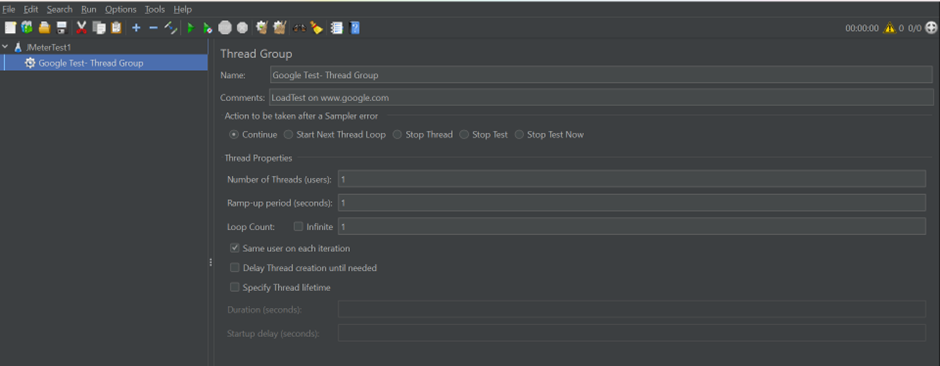 File Edit Search Run Options Tools Help
00:00:00 0 0/0
JMeterTest1
Google Test- Thread Group
Thread Group
Name: Google Test- Thread Group
Comments: LoadTest on www.google.com
Action to be taken after a Sampler error
Continue Start Next Thread Loop Stop Thread Stop Test Stop Test Now
Thread Properties
Number of Threads (users): 1
Ramp-up period (seconds): 1
Loop Count: Infinite 1
Same user on each iteration
Delay Thread creation until needed
Specify Thread lifetime
Duration (seconds):
Startup delay (seconds):